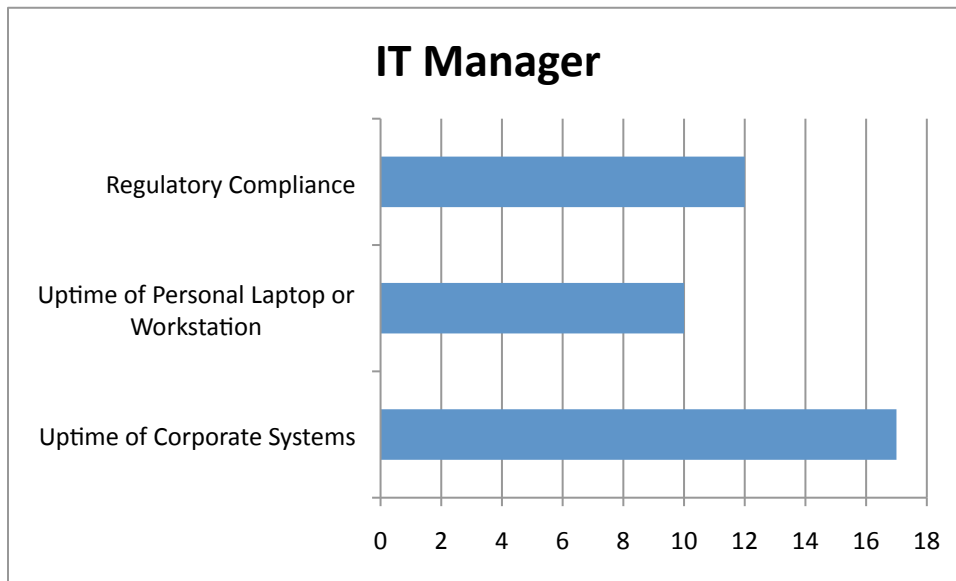 IT Manager
Regulatory Compliance
Uptime of Personal Laptop or
Workstation
Uptime of Corporate Systems
0 2 4 6 8 10 12 14 16 18